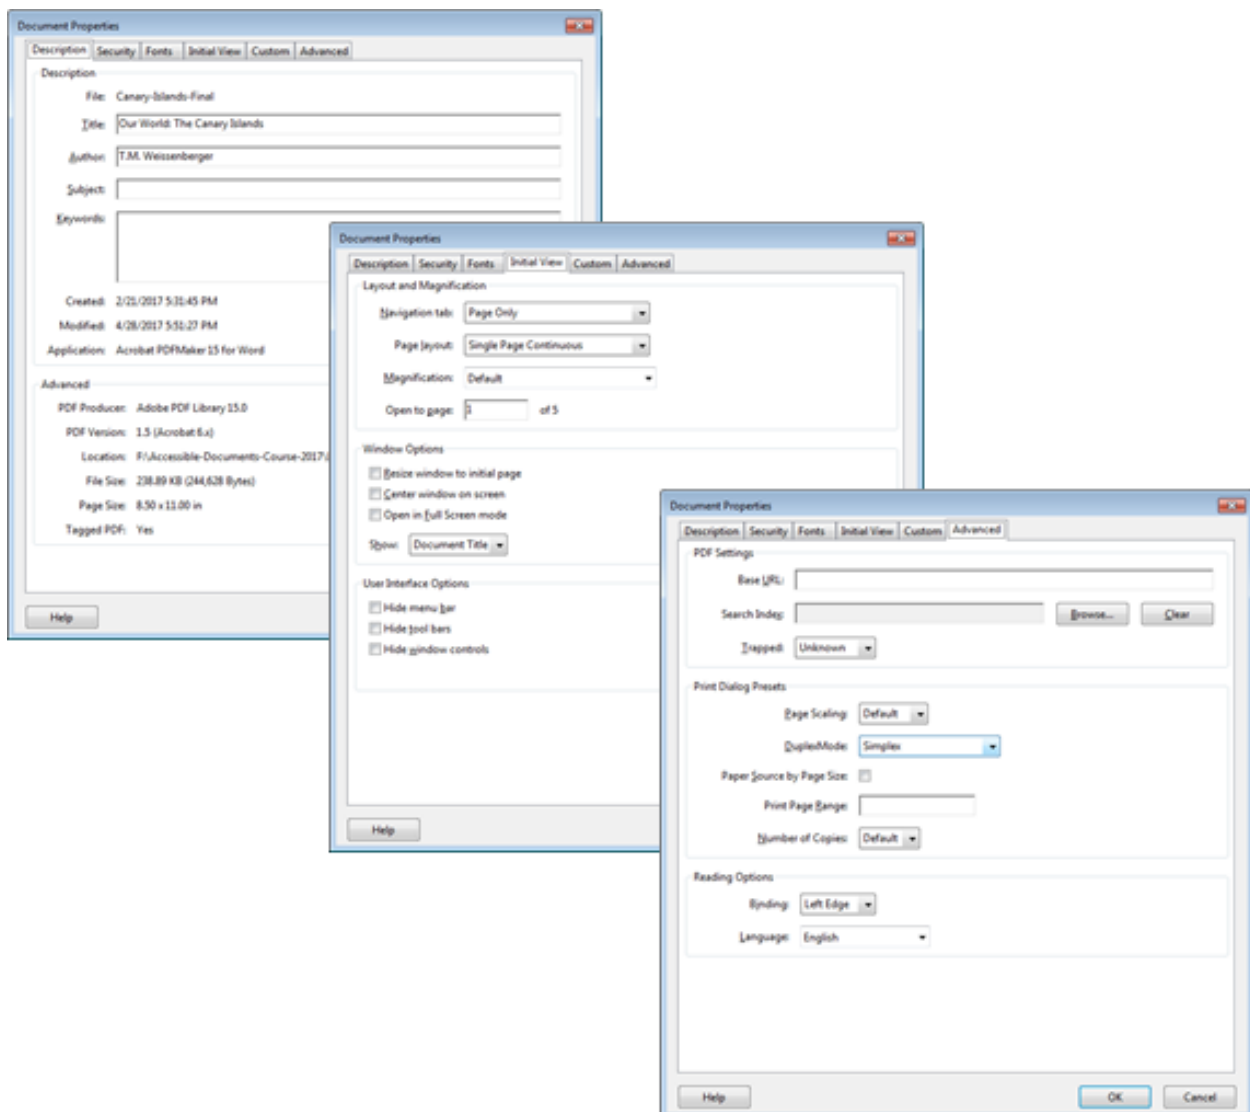 Document Properties
Description Security Fonts Initial View Custom Advanced
Description
File: Canary-Islands-Final
Title: Our World: The Canary Islands
Author: T.M. Weissenberger
Subject:
Keywords:
Created: 2/21/2017 5:31:45 PM
Modified: 4/28/2017 5:51:27 PM
Application: Acrobat PDFMaker 15 for Word
Advanced
PDF Producer: Adobe PDF Library 15.0
PDF Version: 1.5 (Acrobat 6.x)
Location: F:\Accessible-Documents-Course-2017\
File Size: 238.89 KB (244,628 Bytes)
Page Size: 8.50 x 11.00 in
Tagged PDF: Yes
Help
Document Properties
Description Security Fonts Initial View Custom Advanced
Layout and Magnification
Navigation tab: Page Only
Page layout: Single Page Continuous
Magnification: Default
Open to page: 1 of 5
Window Options
Resize window to initial page
Center window on screen
Open in Full Screen mode
Show: Document Title
User Interface Options
Hide menu bar
Hide tool bars
Hide window controls
Help
Document Properties
Description Security Fonts Initial View Custom Advanced
PDF Settings
Base URL:
Search Index: Browse... Clear
Trapped: Unknown
Print Dialog Presets
Page Scaling: Default
DuplexMode: Simplex
Paper Source by Page Size:
Print Page Range:
Number of Copies: Default
Reading Options
Binding: Left Edge
Language: English
Help OK Cancel